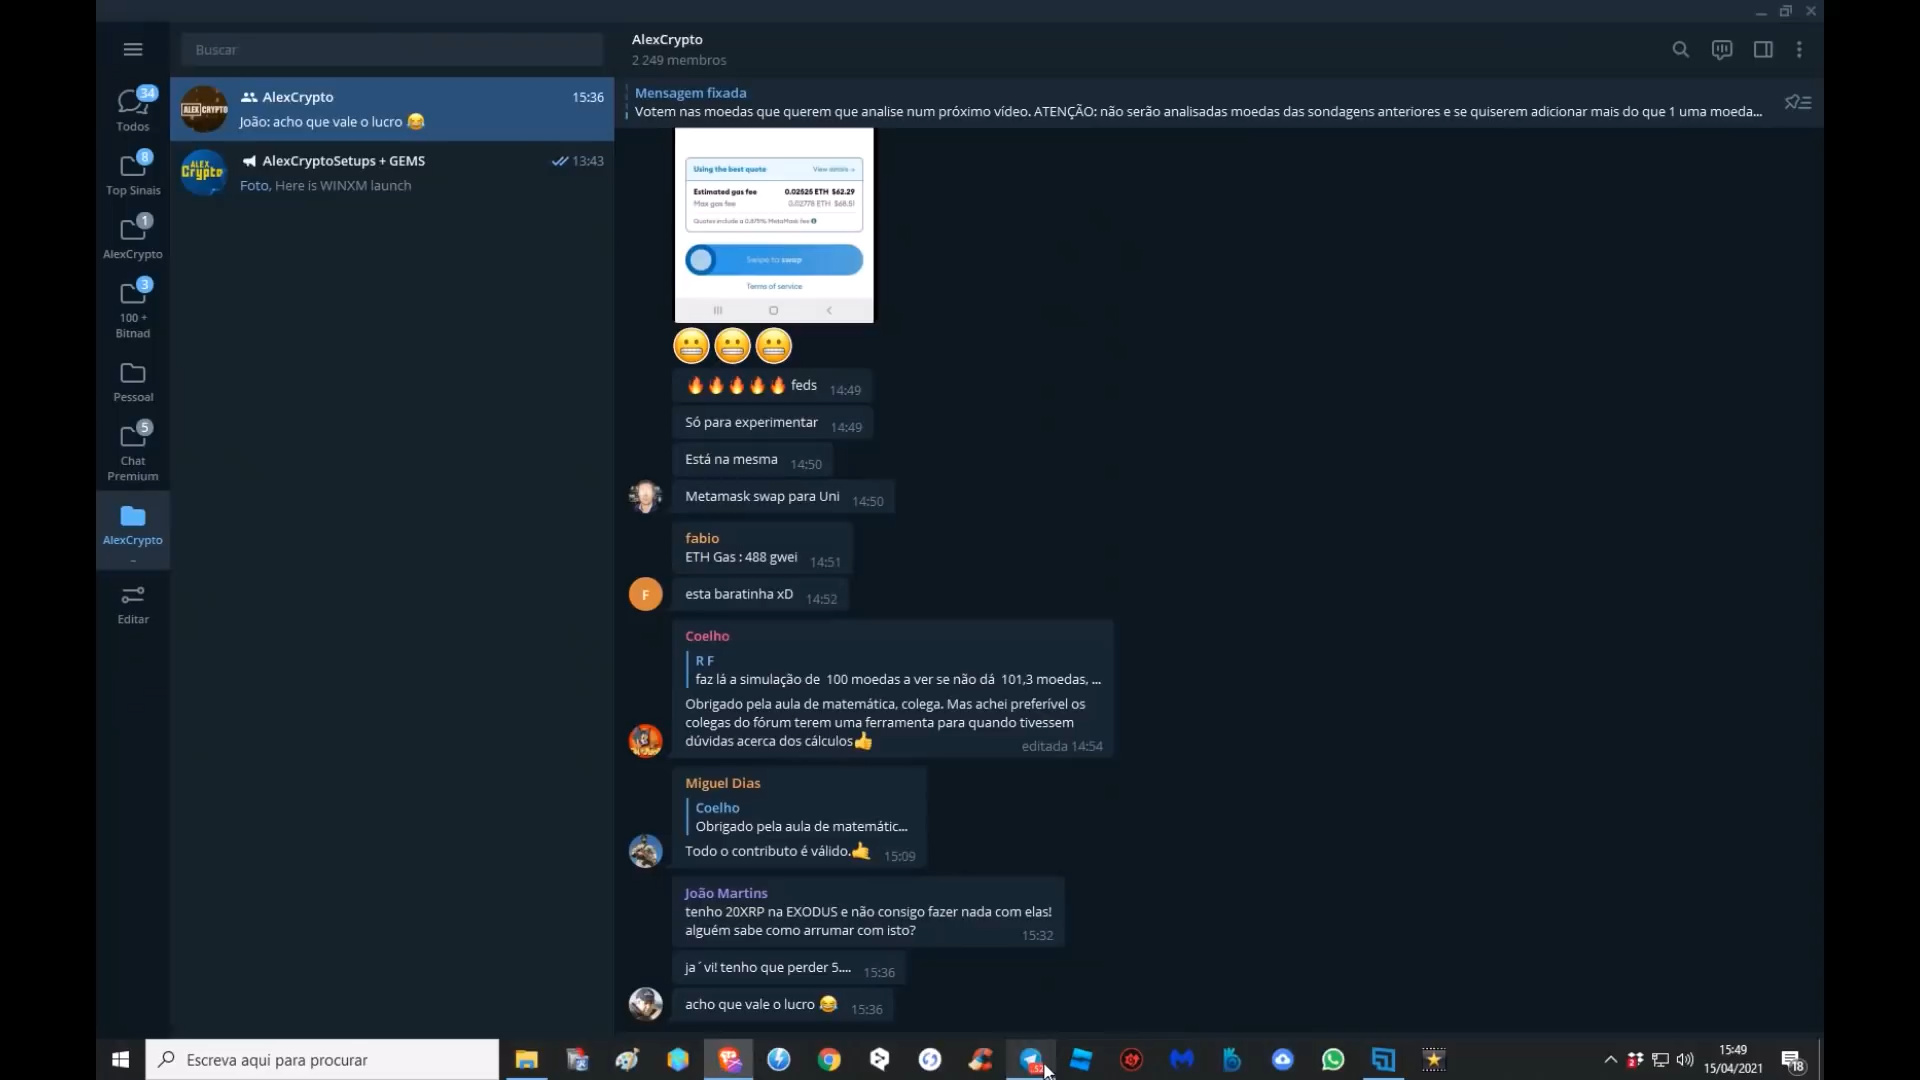 Buscar
AlexCrypto
2 249 membros
Mensagem fixada
Votem nas moedas que querem que analise num próximo vídeo. ATENÇÃO: não serão analisadas moedas das sondagens anteriores e se quiserem adicionar mais do que 1 uma moeda...
34
Todos
8
Top Sinais
1
AlexCrypto
3
100 +
Bitnad
Pessoal
5
Chat
Premium
AlexCrypto
_
Editar
ALEX CRYPTO
AlexCrypto
15:36
João: acho que vale o lucro 😂
ALEX
Crypto
AlexCryptoSetups + GEMS
13:43
Foto, Here is WINXM launch
Using the best quote
View details
Estimated gas fee 0.02525 ETH $62.29
Max gas fee 0.02778 ETH $68.51
Quotes include a 0.875% MetaMask fee
Swipe to swap
Terms of service
😬😬😬
🔥🔥🔥🔥🔥 feds 14:49
Só para experimentar 14:49
Está na mesma 14:50
Metamask swap para Uni 14:50
fabio
ETH Gas : 488 gwei 14:51
F
esta baratinha xD 14:52
Coelho
R F
faz lá a simulação de 100 moedas a ver se não dá 101,3 moedas, ...
Obrigado pela aula de matemática, colega. Mas achei preferível os
colegas do fórum terem uma ferramenta para quando tivessem
dúvidas acerca dos cálculos👍 editada 14:54
Miguel Dias
Coelho
Obrigado pela aula de matemátic...
Todo o contributo é válido.🤙 15:09
João Martins
tenho 20XRP na EXODUS e não consigo fazer nada com elas!
alguém sabe como arrumar com isto? 15:32
ja´vi! tenho que perder 5.... 15:36
acho que vale o lucro 😂 15:36
Escreva aqui para procurar
15:49
15/04/2021
18